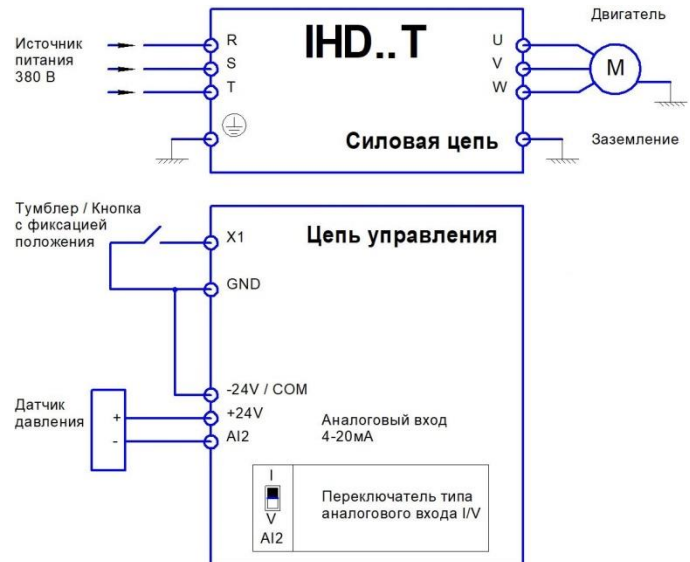 Двигатель
Источник
питания
380 В
R
S
T
IHD..T
U
V
W
M
Силовая цепь
Заземление
Тумблер / Кнопка
с фиксацией
положения
X1
Цепь управления
GND
-24V / COM
+24V
AI2
Датчик
давления
+
-
Аналоговый вход
4-20мА
I
V
AI2
Переключатель типа
аналогового входа I/V